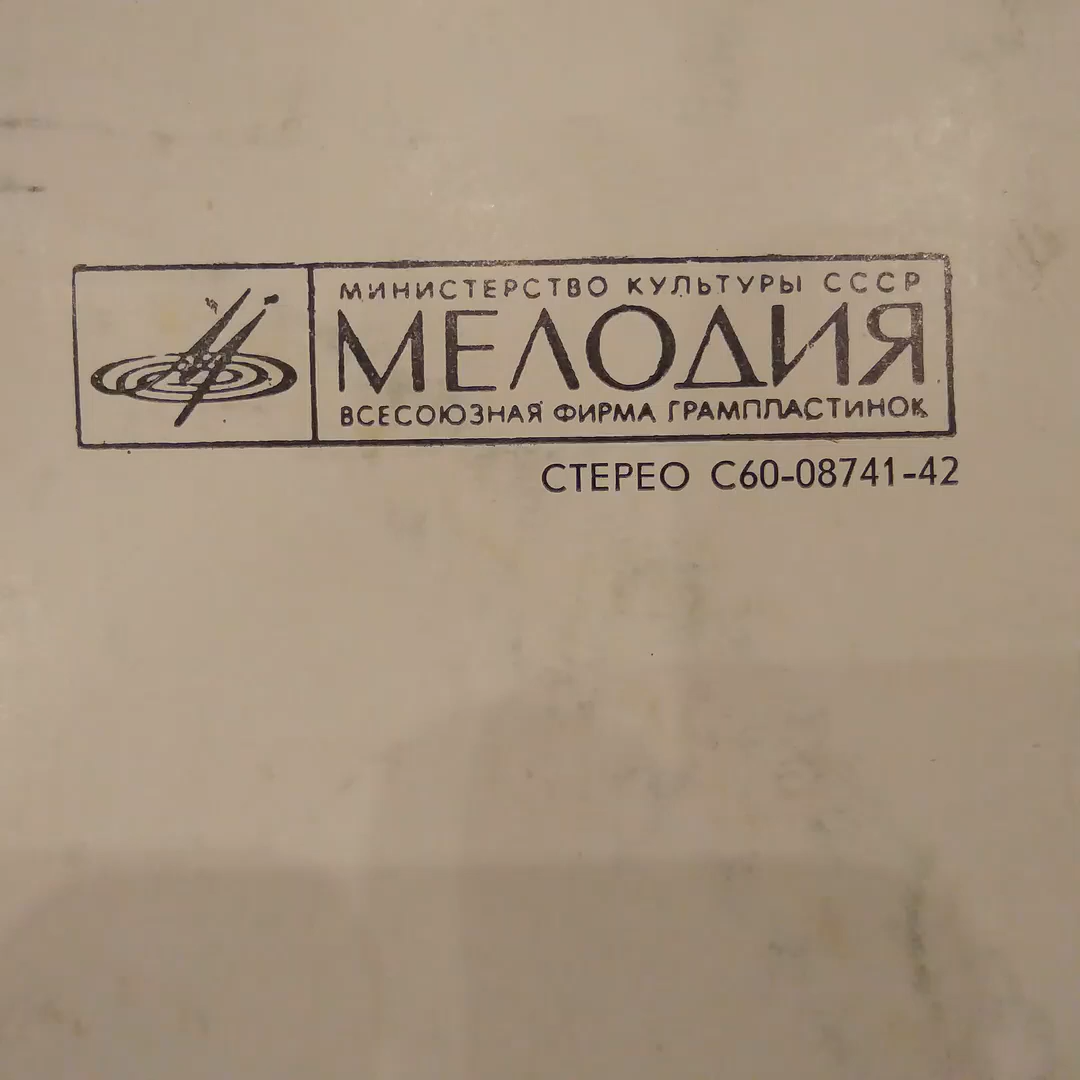 МИНИСТЕРСТВО КУЛЬТУРЫ СССР
МЕЛОДИЯ
ВСЕСОЮЗНАЯ ФИРМА ГРАМПЛАСТИНОК
СТЕРЕО С60-08741-42